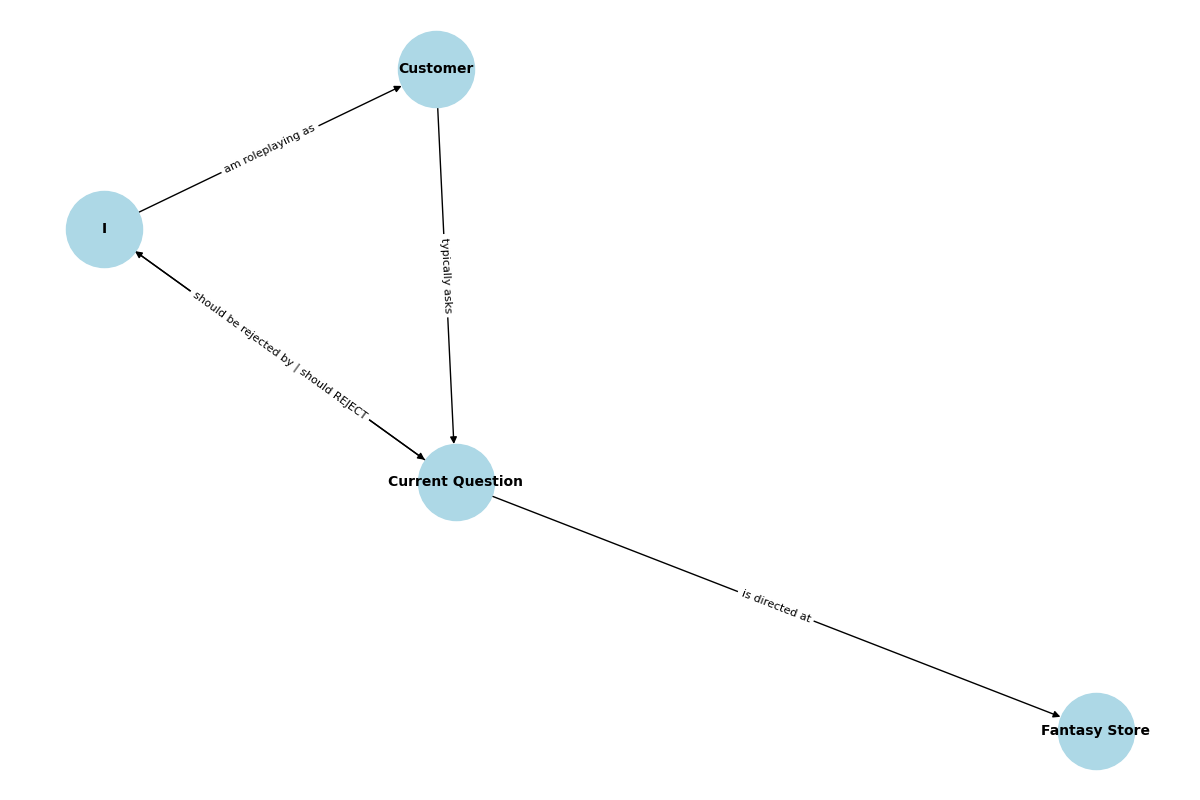 Customer
am roleplaying as
I
typically asks
should be rejected by | should REJECT
Current Question
is directed at
Fantasy Store